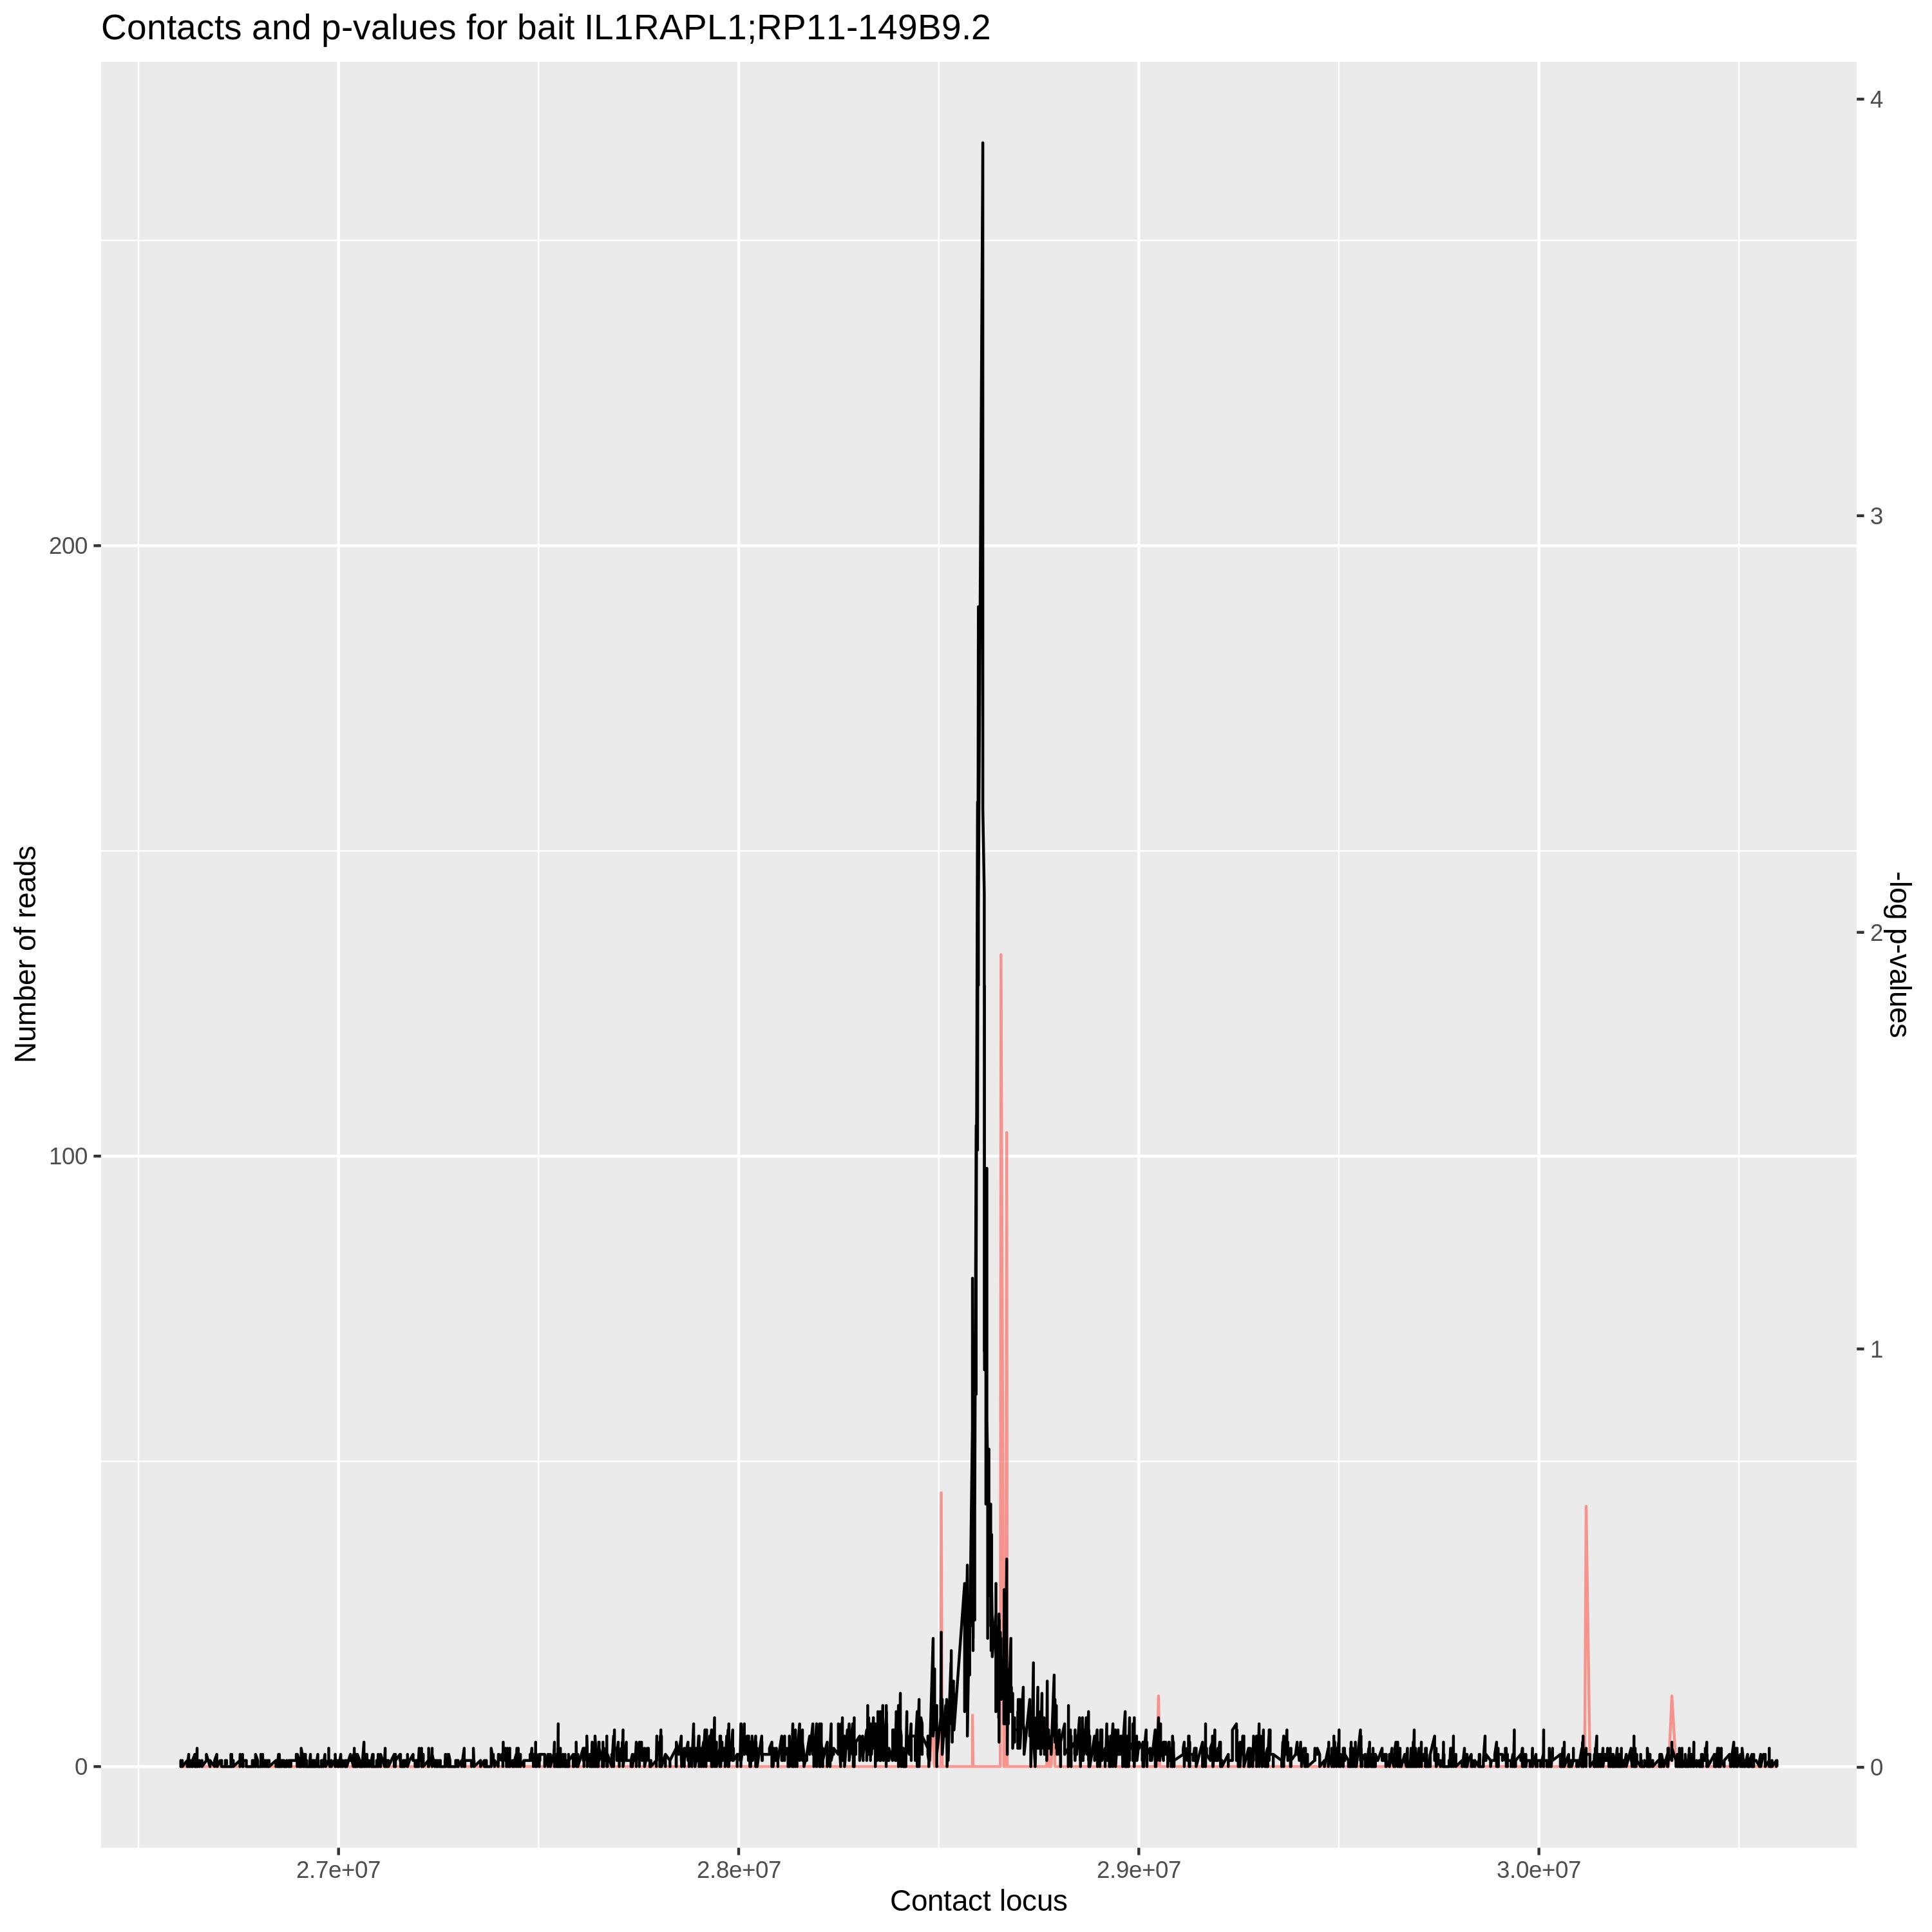 Contacts and p-values for bait IL1RAPL1;RP11-149B9.2
4
3
2
1
0
200
100
0
Number of reads
-log p-values
2.7e+07 2.8e+07 2.9e+07 3.0e+07
Contact locus